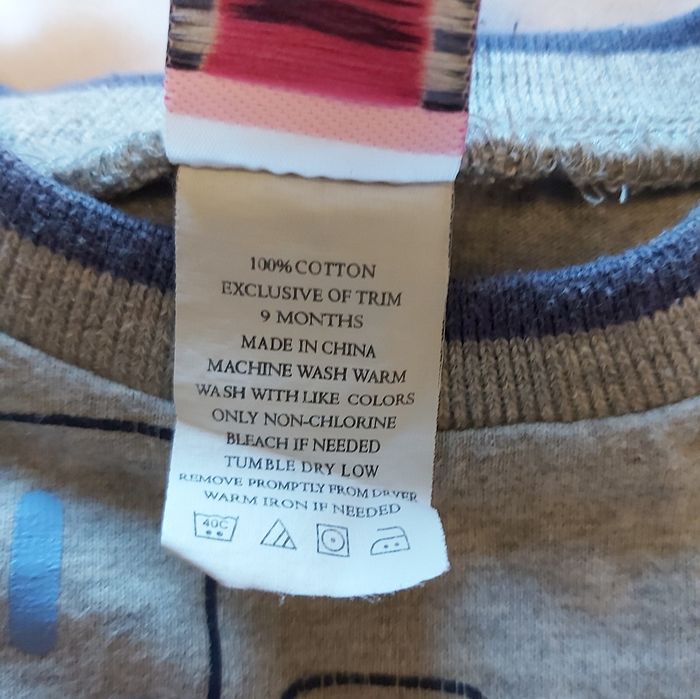 100% COTTON
EXCLUSIVE OF TRIM
9 MONTHS
MADE IN CHINA
MACHINE WASH WARM
WASH WITH LIKE COLORS
ONLY NON-CHLORINE
BLEACH IF NEEDED
TUMBLE DRY LOW
REMOVE PROMPTLY FROM DRYER
WARM IRON IF NEEDED
40C